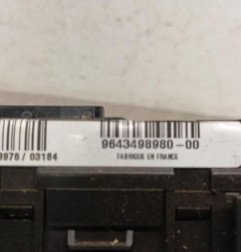 9643498980-00
8976 / 03184
FABRIQUE EN FRANCE